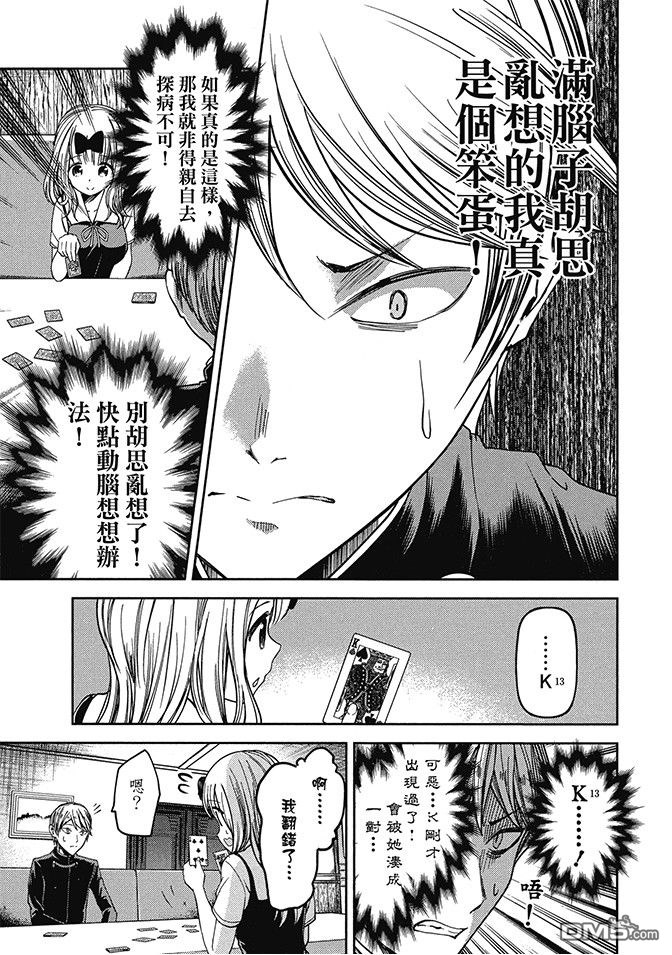 滿腦子胡思
亂想的我真
是個笨蛋！
如果真的是這樣，
那我就非得親自去
探病不可！
別胡思亂想了！
快點動腦想想辦
法！
……
K 13
K 13
……！
唔！
可惡…K剛才
出現過了！
會被她湊成
一對…
啊……
我翻錯了…
嗯？
K
DM5.com